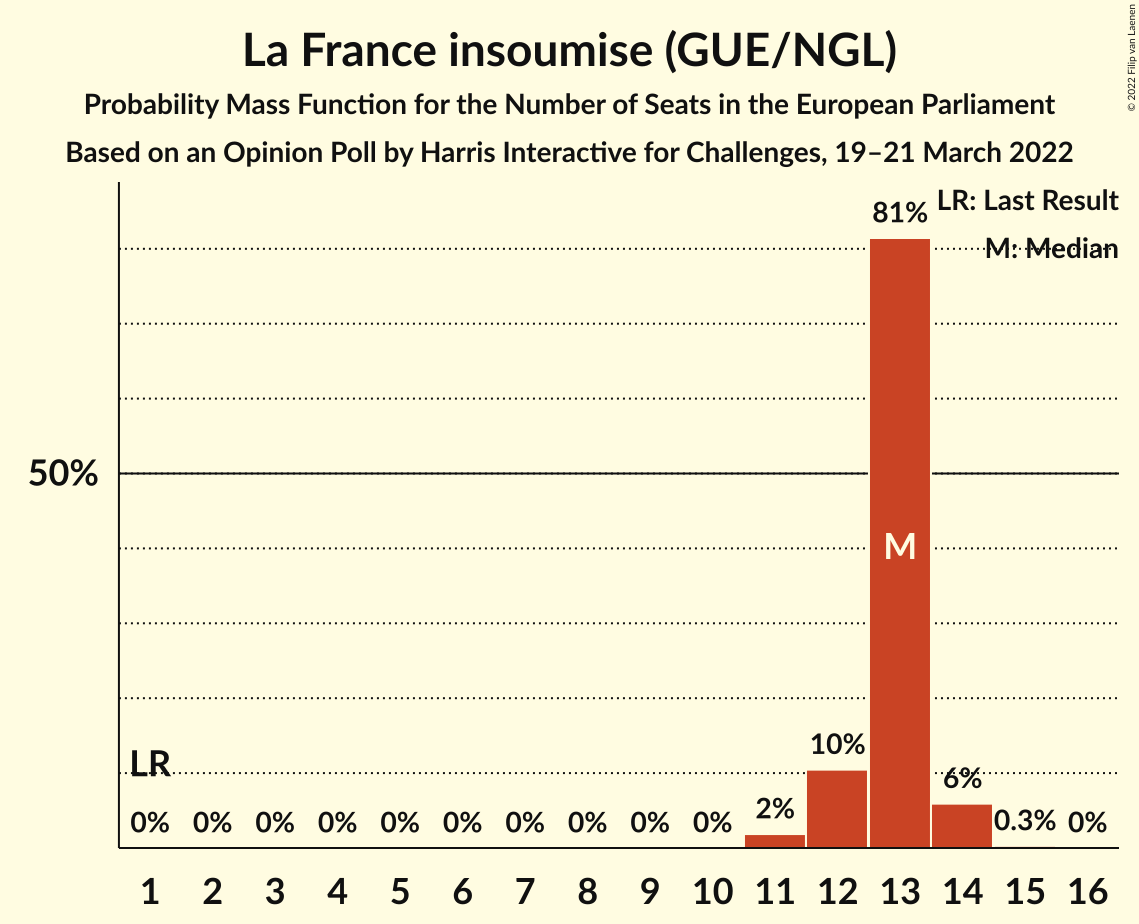 La France insoumise (GUE/NGL)
Probability Mass Function for the Number of Seats in the European Parliament
Based on an Opinion Poll by Harris Interactive for Challenges, 19–21 March 2022
© 2022 Filip van Laenen
LR: Last Result
M: Median
81%
50%
M
LR
10%
6%
2%
0% 0% 0% 0% 0% 0% 0% 0% 0% 0% 0.3% 0%
1 2 3 4 5 6 7 8 9 10 11 12 13 14 15 16